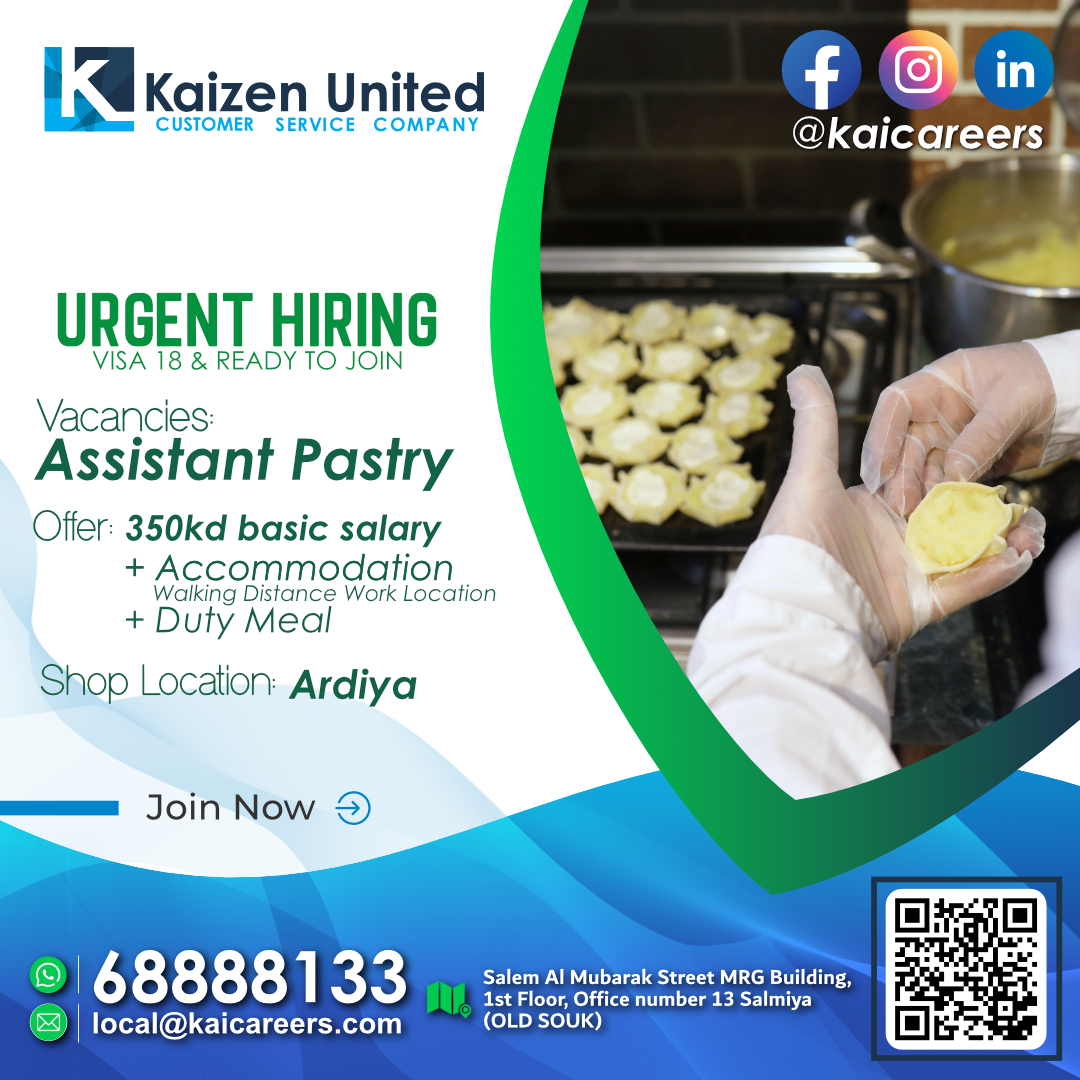 K Kaizen United
CUSTOMER SERVICE COMPANY
@kaicareers
URGENT HIRING
VISA 18 & READY TO JOIN
Vacancies:
Assistant Pastry
Offer: 350kd basic salary
+ Accommodation
Walking Distance Work Location
+ Duty Meal
Shop Location: Ardiya
Join Now
68888133
local@kaicareers.com
Salem Al Mubarak Street MRG Building,
1st Floor, Office number 13 Salmiya
(OLD SOUK)